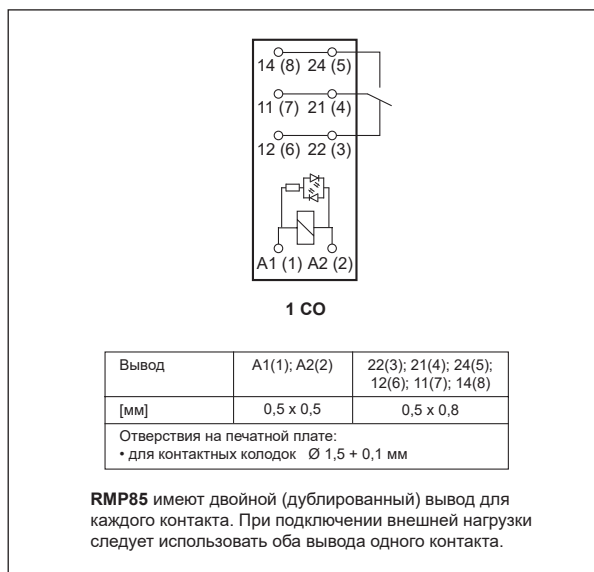 14 (8) 24 (5)
11 (7) 21 (4)
12 (6) 22 (3)
A1 (1) A2 (2)
1 CO
Вывод A1(1); A2(2) 22(3); 21(4); 24(5);
12(6); 11(7); 14(8)
[мм] 0,5 x 0,5 0,5 x 0,8
Отверствия на печатной плате:
• для контактных колодок Ø 1,5 + 0,1 мм
RMP85 имеют двойной (дублированный) вывод для
каждого контакта. При подключении внешней нагрузки
следует использовать оба вывода одного контакта.